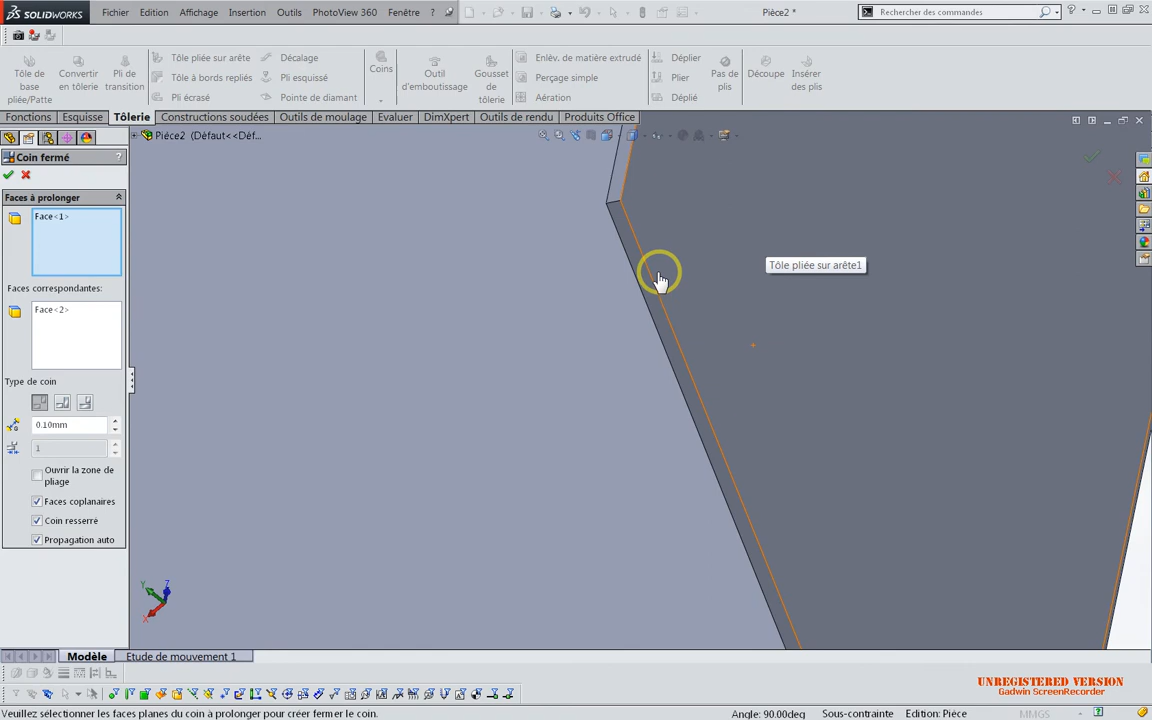 SOLIDWORKS
Fichier Edition Affichage Insertion Outils PhotoView 360 Fenêtre ?
Pièce2 *
Rechercher des commandes
?
Tôle de base pliée/Patte
Convertir en tôlerie
Pli de transition
Tôle pliée sur arête
Tôle à bords repliés
Pli écrasé
Décalage
Pli esquissé
Pointe de diamant
Coins
Outil d'emboutissage
Gousset de tôlerie
Enlév. de matière extrudé
Perçage simple
Aération
Déplier
Plier
Déplié
Pas de plis
Découpe
Insérer des plis
Fonctions Esquisse Tôlerie Constructions soudées Outils de moulage Evaluer DimXpert Outils de rendu Produits Office
Pièce2 (Défaut<<Déf...
Coin fermé ?
Faces à prolonger
Face<1>
Faces correspondantes:
Face<2>
Type de coin
0.10mm
1
Ouvrir la zone de
pliage
Faces coplanaires
Coin resserré
Propagation auto
Tôle pliée sur arête1
Z
Y
X
Modèle Etude de mouvement 1
UNREGISTERED VERSION
Gadwin ScreenRecorder
Veuillez sélectionner les faces planes du coin à prolonger pour créer fermer le coin.
Angle: 90.00deg Sous-contrainte Edition: Pièce MMGS